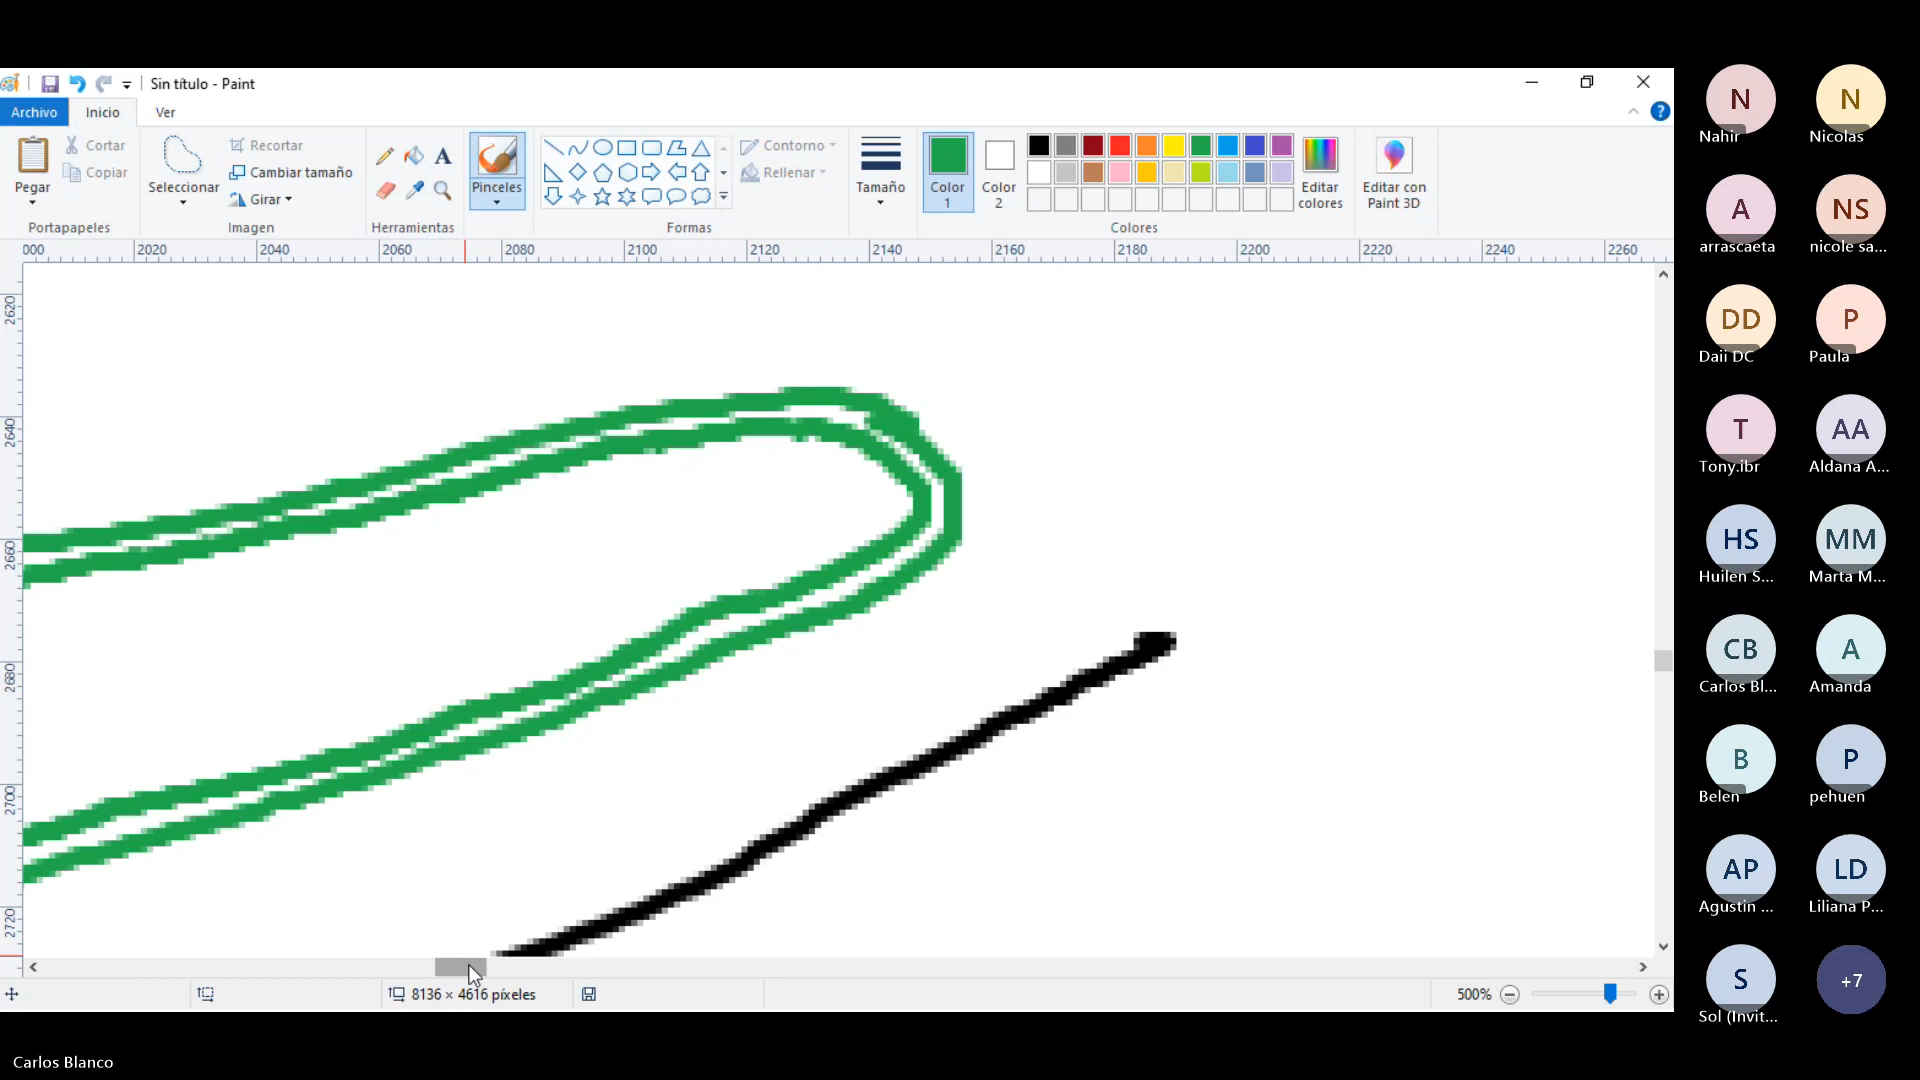 Sin título - Paint
Archivo Inicio Ver
Pegar
Cortar
Copiar
Portapapeles
Seleccionar
Recortar
Cambiar tamaño
Girar
Imagen
A
Herramientas
Pinceles
Formas
Contorno
Rellenar
Tamaño
Color 1
Color 2
Editar colores
Colores
Editar con Paint 3D
?
000 2020 2040 2060 2080 2100 2120 2140 2160 2180 2200 2220 2240 2260
2620
2640
2660
2680
2700
2720
8136 × 4616 píxeles
500%
N Nahir
N Nicolas
A arrascaeta
NS nicole sa...
DD Daii DC
P Paula
T Tony.ibr
AA Aldana A...
HS Huilen S...
MM Marta M...
CB Carlos Bl...
A Amanda
B Belen
P pehuen
AP Agustin ...
LD Liliana P...
S Sol (Invit...
+7
Carlos Blanco